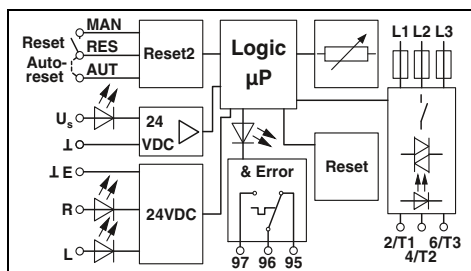 MAN
Reset
RES
Auto-
reset
AUT
Reset2
Logic
µP
L1 L2 L3
Us
24
VDC
⊥
⊥ E
R
L
24VDC
& Error
97 96 95
Reset
2/T1 6/T3
4/T2